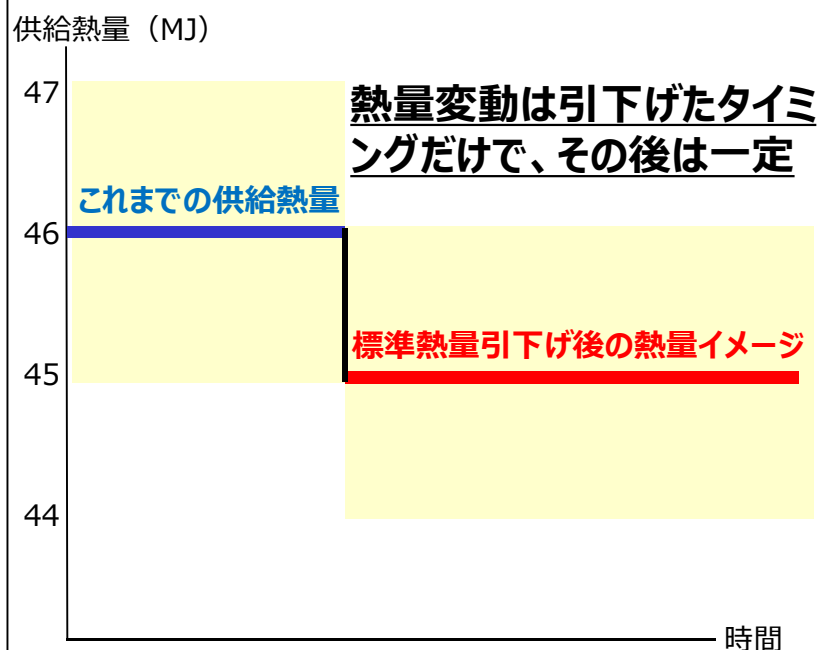 供給熱量（MJ）
47
熱量変動は引下げたタイミ
ングだけで、その後は一定
これまでの供給熱量
46
標準熱量引下げ後の熱量イメージ
45
44
時間